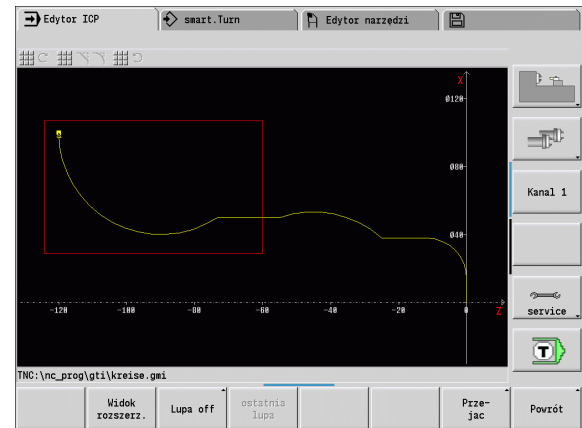 Edytor ICP
smart.Turn
Edytor narzędzi
X
Ø120
Ø80
Ø40
-120 -100 -80 -60 -40 -20 0 Z
Kanal 1
service
T
TNC:\nc_prog\gti\kreise.gmi
Widok rozszerz.
Lupa off
ostatnia lupa
Prze-
jac
Powrót